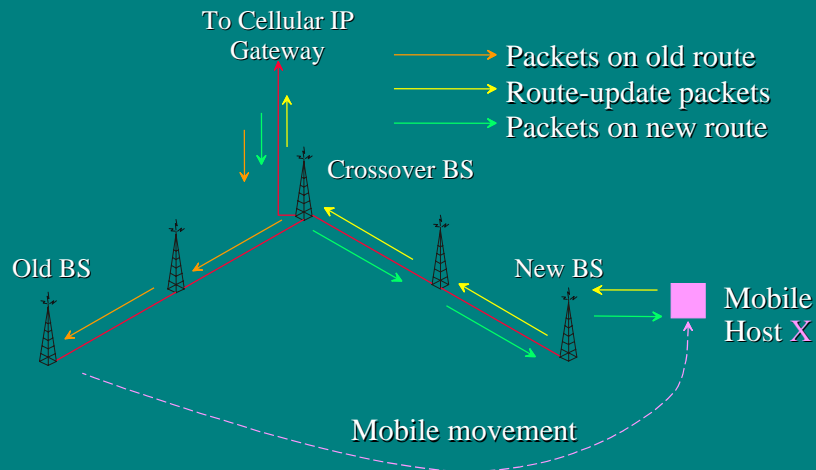 To Cellular IP
Gateway
Packets on old route
Route-update packets
Packets on new route
Crossover BS
Old BS
New BS
Mobile
Host X
Mobile movement